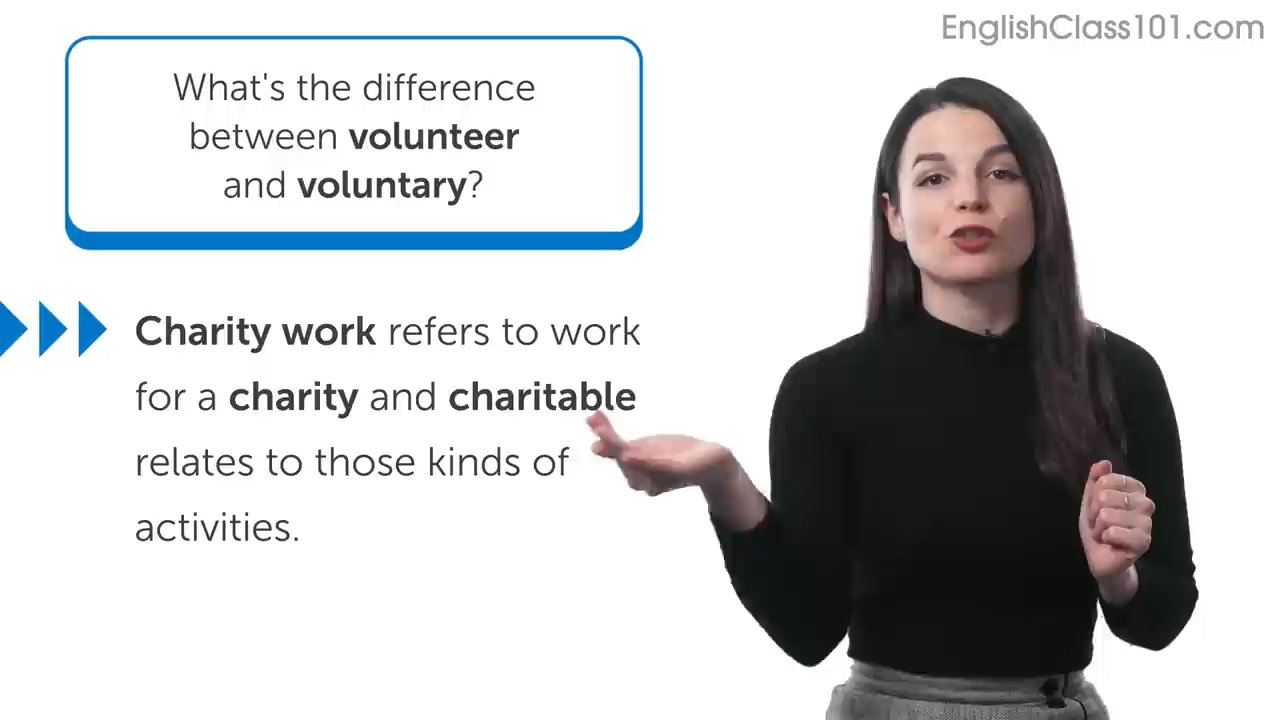 EnglishClass101.com
What's the difference
between volunteer
and voluntary?
Charity work refers to work
for a charity and charitable
relates to those kinds of
activities.